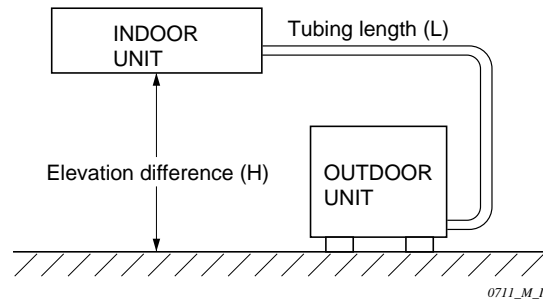 INDOOR
UNIT
Tubing length (L)
Elevation difference (H)
OUTDOOR
UNIT